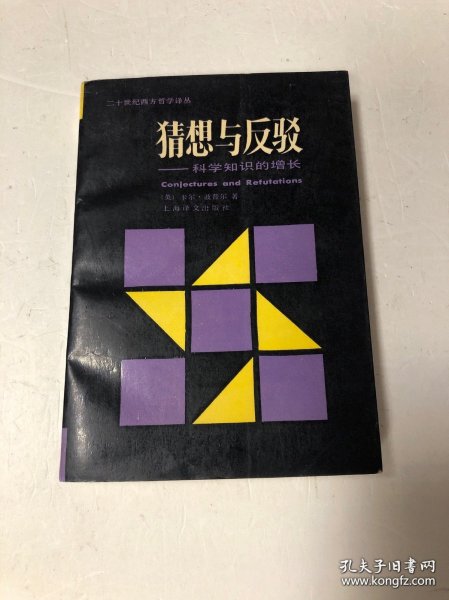 二十世纪西方哲学译丛
猜想与反驳
——科学知识的增长
Conjectures and Refutations
〔英〕卡尔·波普尔 著
上海译文出版社
孔夫子旧书网
www.kongfz.com